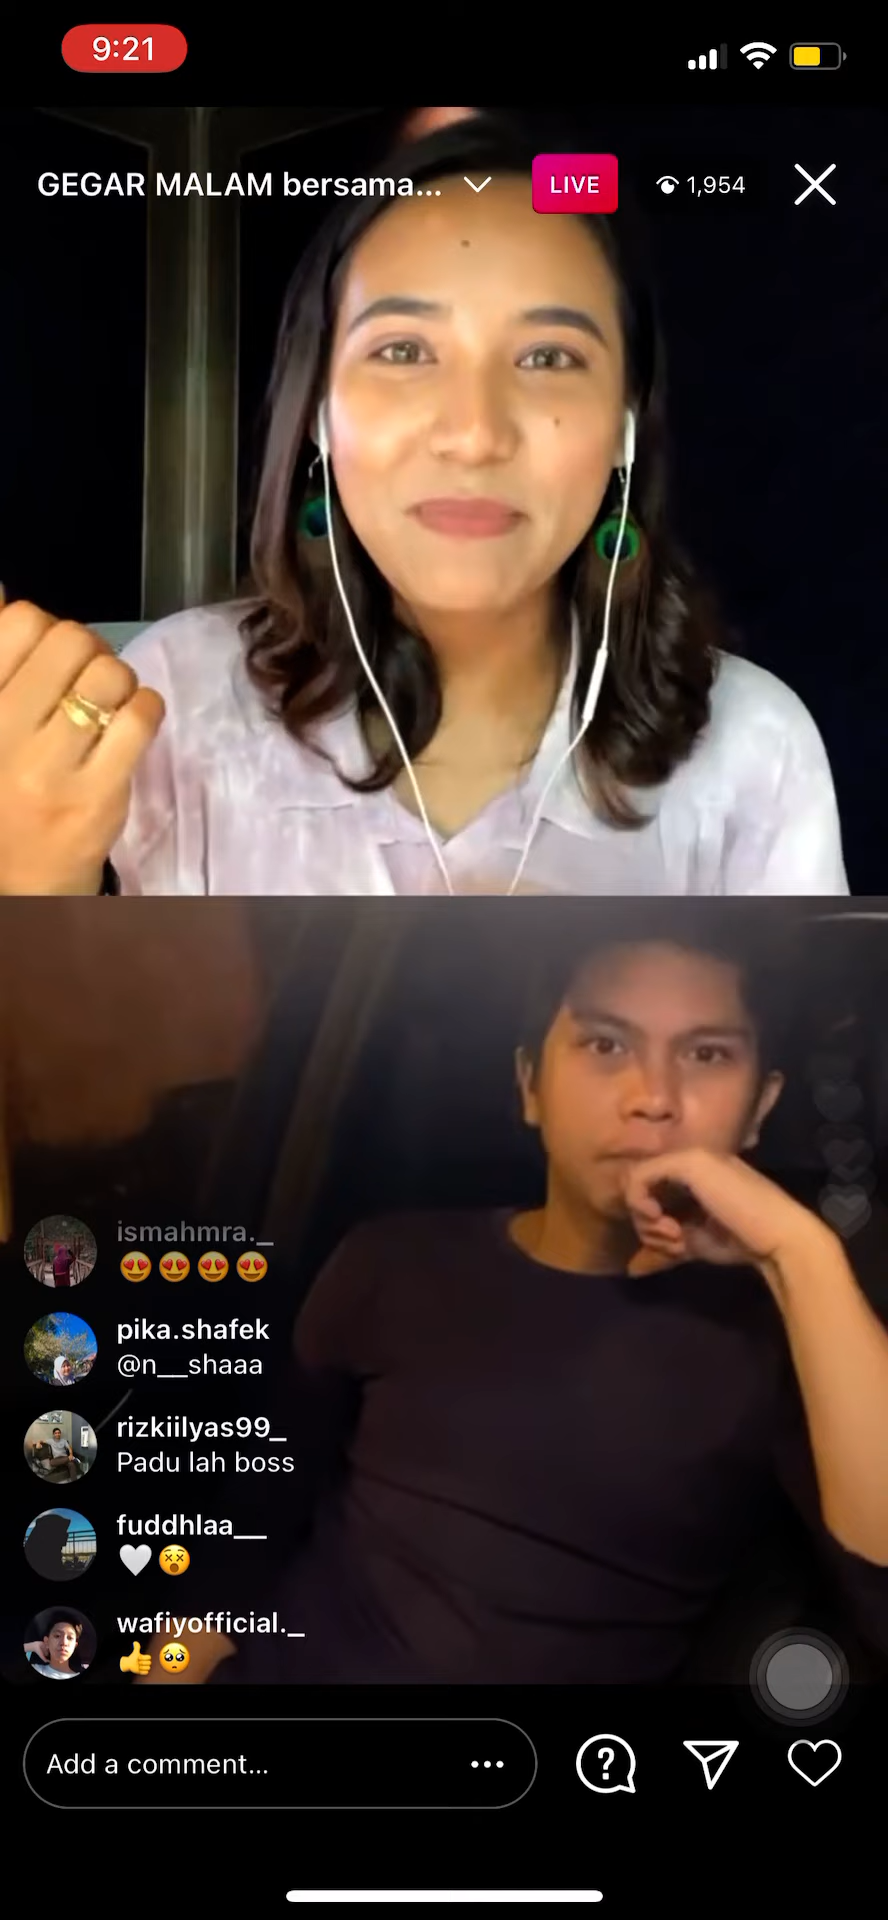 9:21
GEGAR MALAM bersama...
LIVE
1,954
ismahmra._
😍😍😍😍
pika.shafek
@n__shaaa
rizkiilyas99_
Padu lah boss
fuddhlaa__
🤍😵
wafiyofficial._
👍🥺
Add a comment...